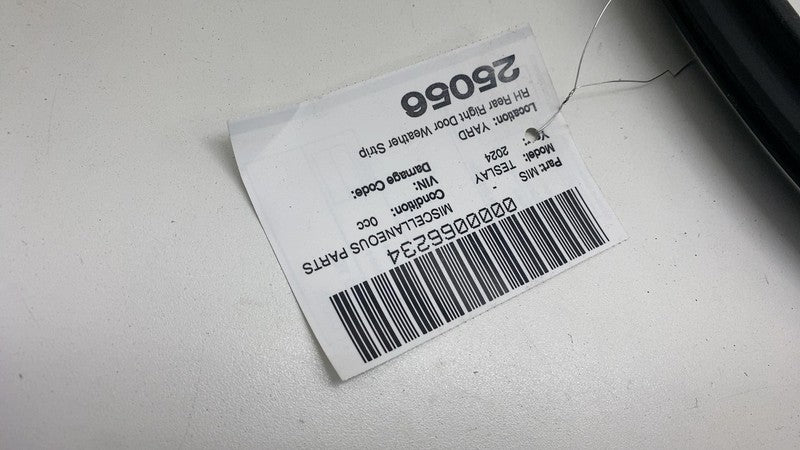 0000066234
Part: MIS - MISCELLANEOUS PARTS
Model: TESLAY Condition: 0cc
2024 VIN:
Damage Code:
Location: YARD
RH Rear Right Door Weather Strip
25056